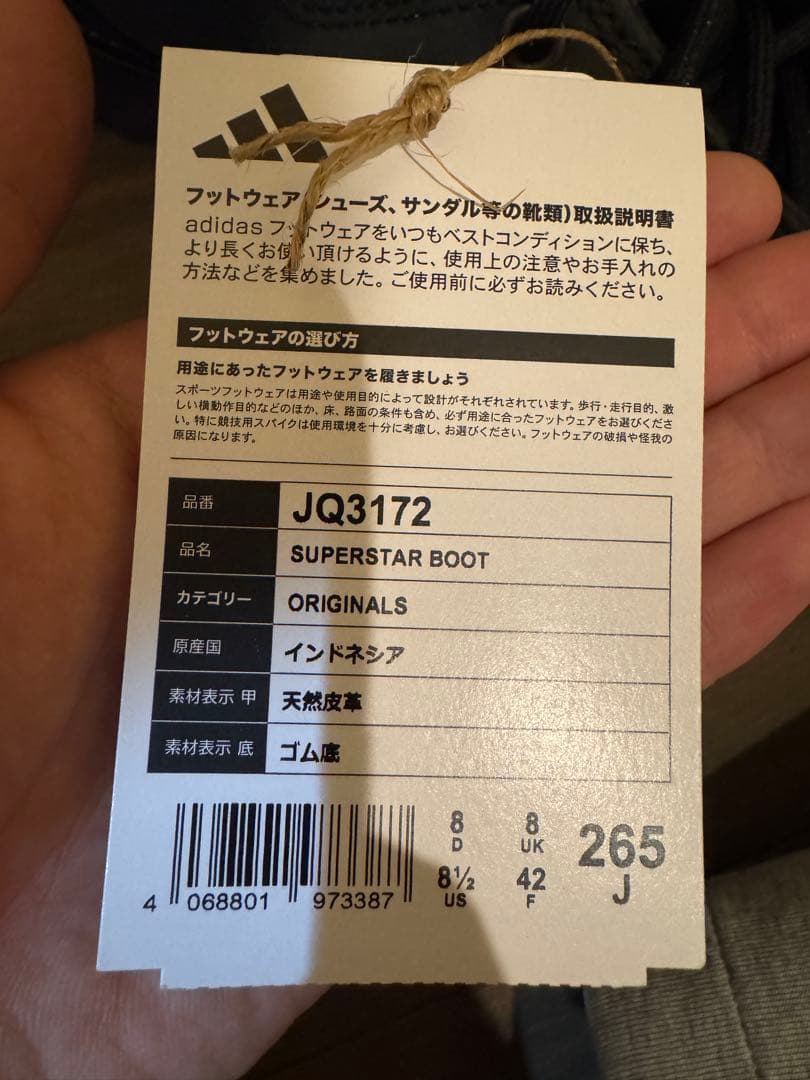 フットウェア(シューズ、サンダル等の靴類)取扱説明書
adidas フットウェアをいつもベストコンディションに保ち、
より長くお使い頂けるように、使用上の注意やお手入れの
方法などを集めました。ご使用前に必ずお読みください。
フットウェアの選び方
用途にあったフットウェアを履きましょう
スポーツフットウェアは用途や使用目的によって設計がそれぞれされています。歩行・走行目的、激
しい横動作目的などのほか、床、路面の条件も含め、必ず用途に合ったフットウェアをお選びくださ
い。特に競技用スパイクは使用環境を十分に考慮し、お選びください。フットウェアの破損や怪我の
原因になります。
品番 JQ3172
品名 SUPERSTAR BOOT
カテゴリー ORIGINALS
原産国 インドネシア
素材表示 甲 天然皮革
素材表示 底 ゴム底
8 8 265
D UK J
8½ 42
US F
4 068801 973387